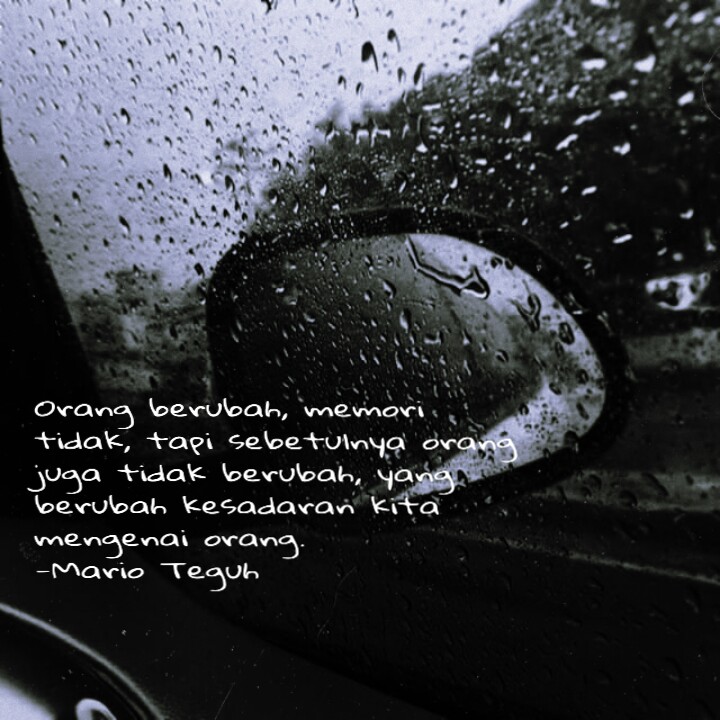 Orang berubah, memori
tidak, tapi sebetulnya orang
juga tidak berubah, yang
berubah kesadaran kita
mengenai orang.
-Mario Teguh